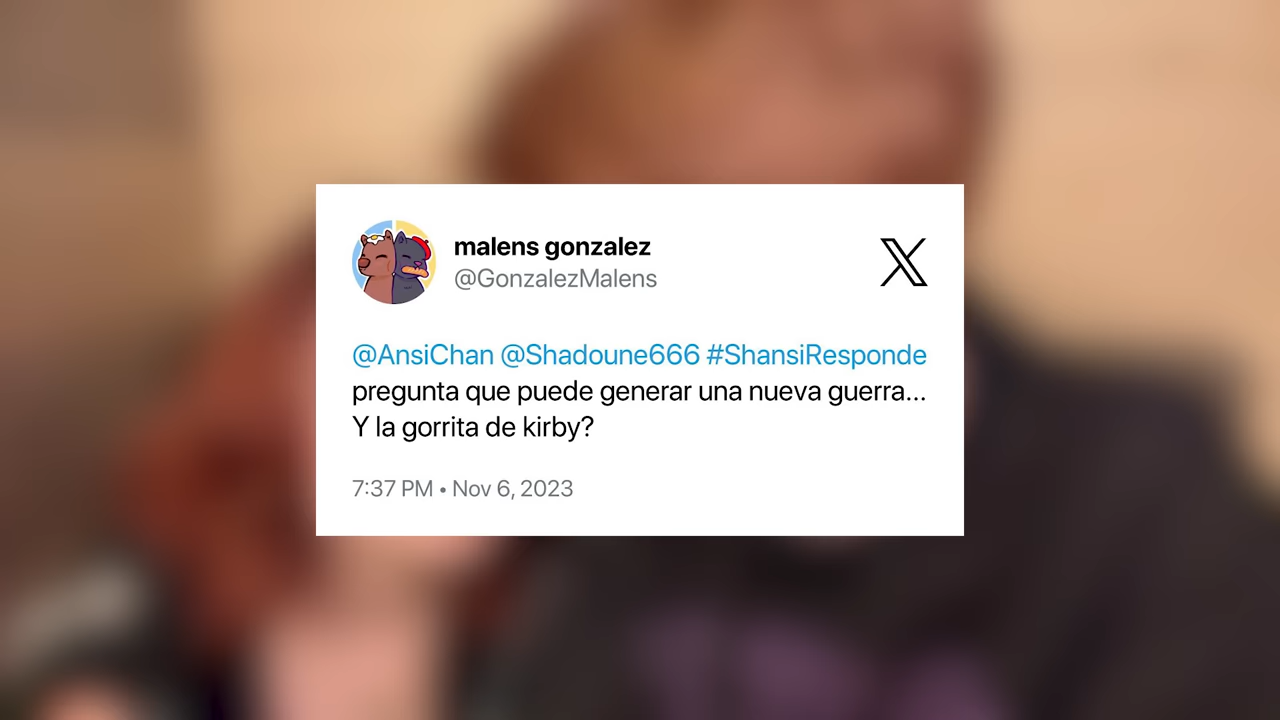 malens gonzalez
@GonzalezMalens
@AnsiChan @Shadoune666 #ShansiResponde
pregunta que puede generar una nueva guerra...
Y la gorrita de kirby?
7:37 PM • Nov 6, 2023